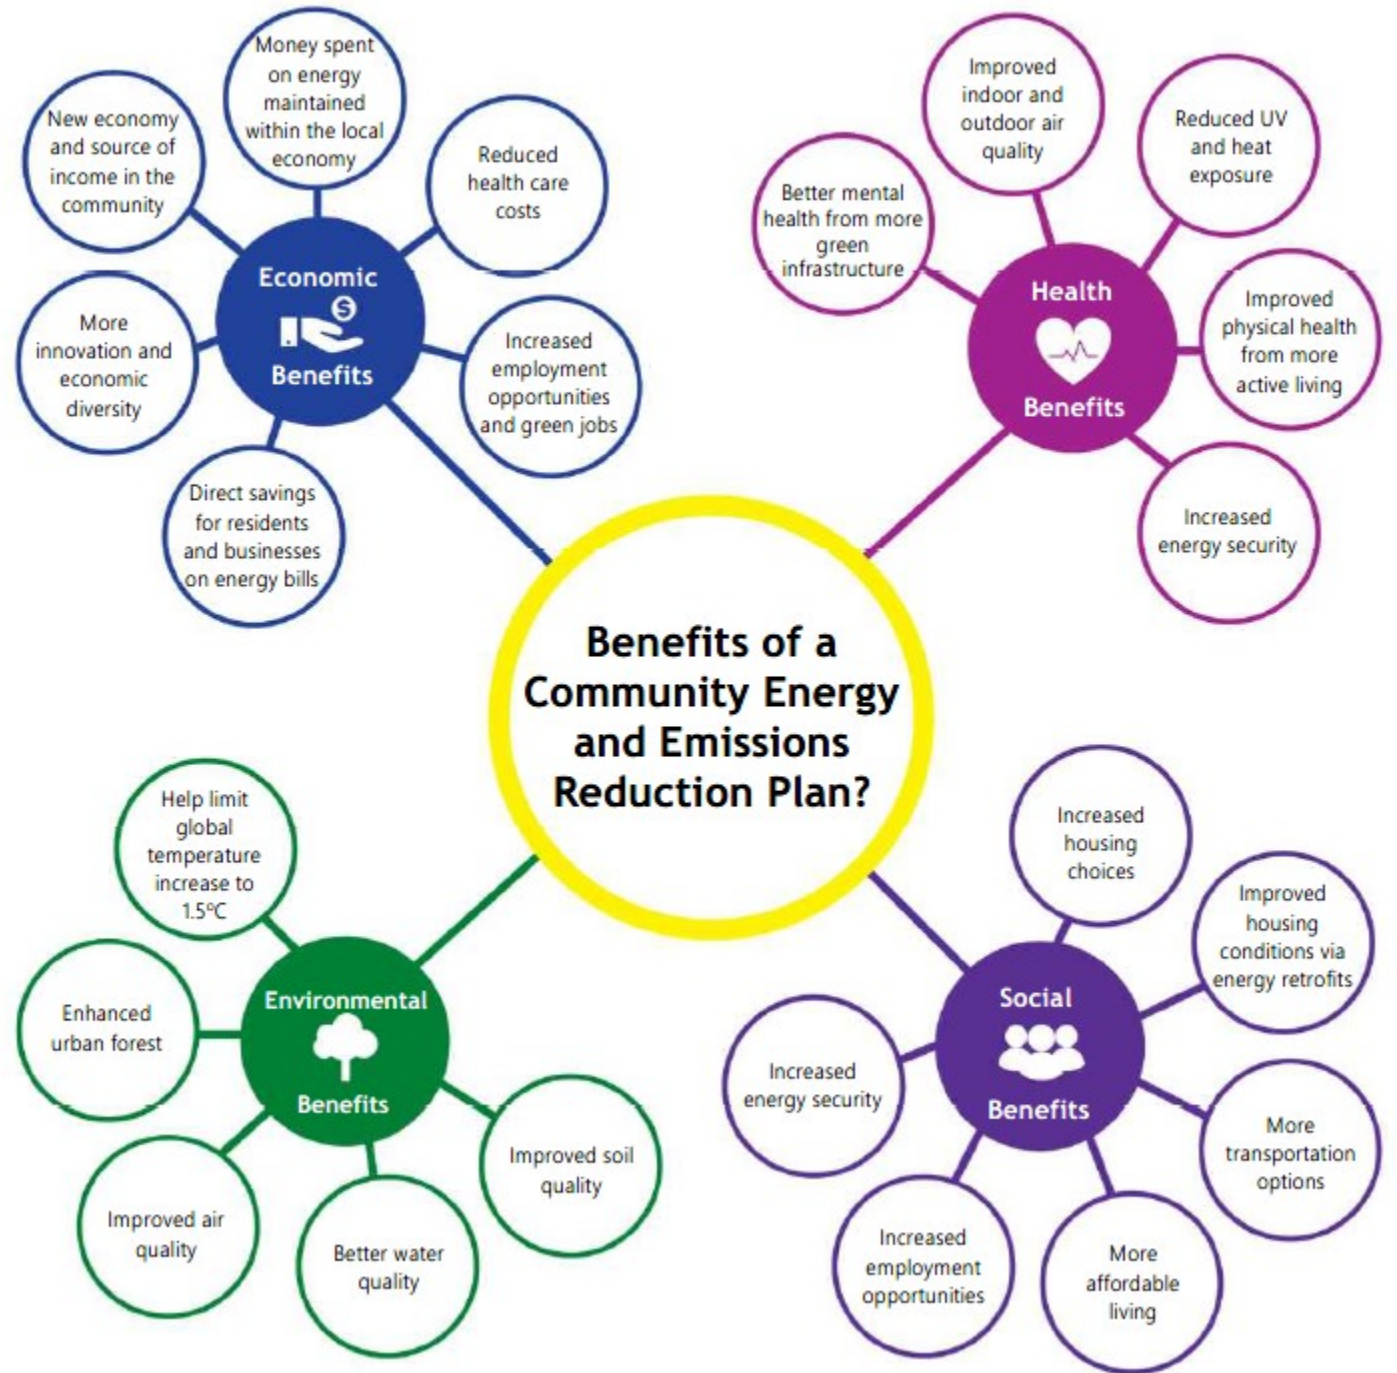 Money spent
on energy
maintained
within the local
economy
New economy
and source of
income in the
community
Reduced
health care
costs
Economic
Benefits
More
innovation and
economic
diversity
Increased
employment
opportunities
and green jobs
Direct savings
for residents
and businesses
on energy bills
Improved
indoor and
outdoor air
quality
Reduced UV
and heat
exposure
Better mental
health from more
green
infrastructure
Health
Benefits
Improved
physical health
from more
active living
Increased
energy security
Benefits of a
Community Energy
and Emissions
Reduction Plan?
Help limit
global
temperature
increase to
1.5ºC
Enhanced
urban forest
Environmental
Benefits
Improved air
quality
Better water
quality
Improved soil
quality
Increased
housing
choices
Improved
housing
conditions via
energy retrofits
Social
Benefits
Increased
energy security
More
transportation
options
Increased
employment
opportunities
More
affordable
living